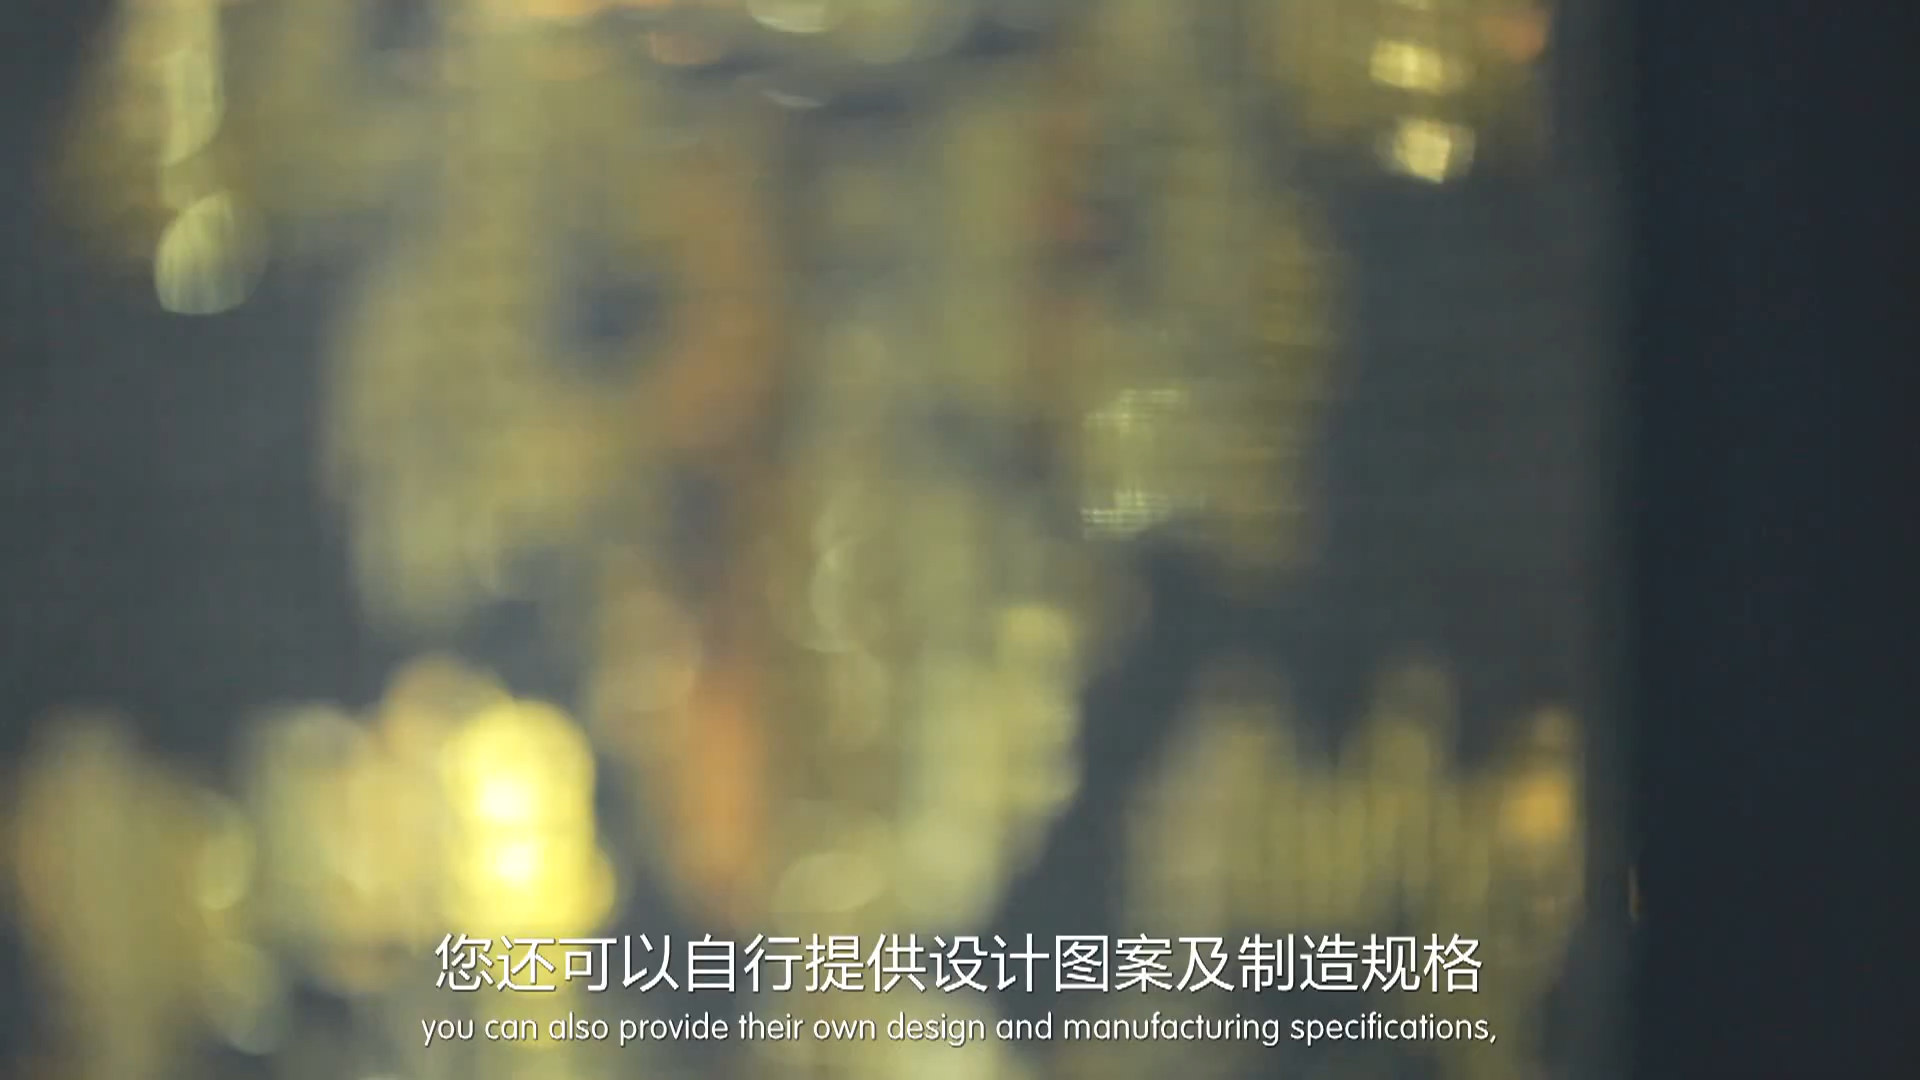 您还可以自行提供设计图案及制造规格
you can also provide their own design and manufacturing specifications,